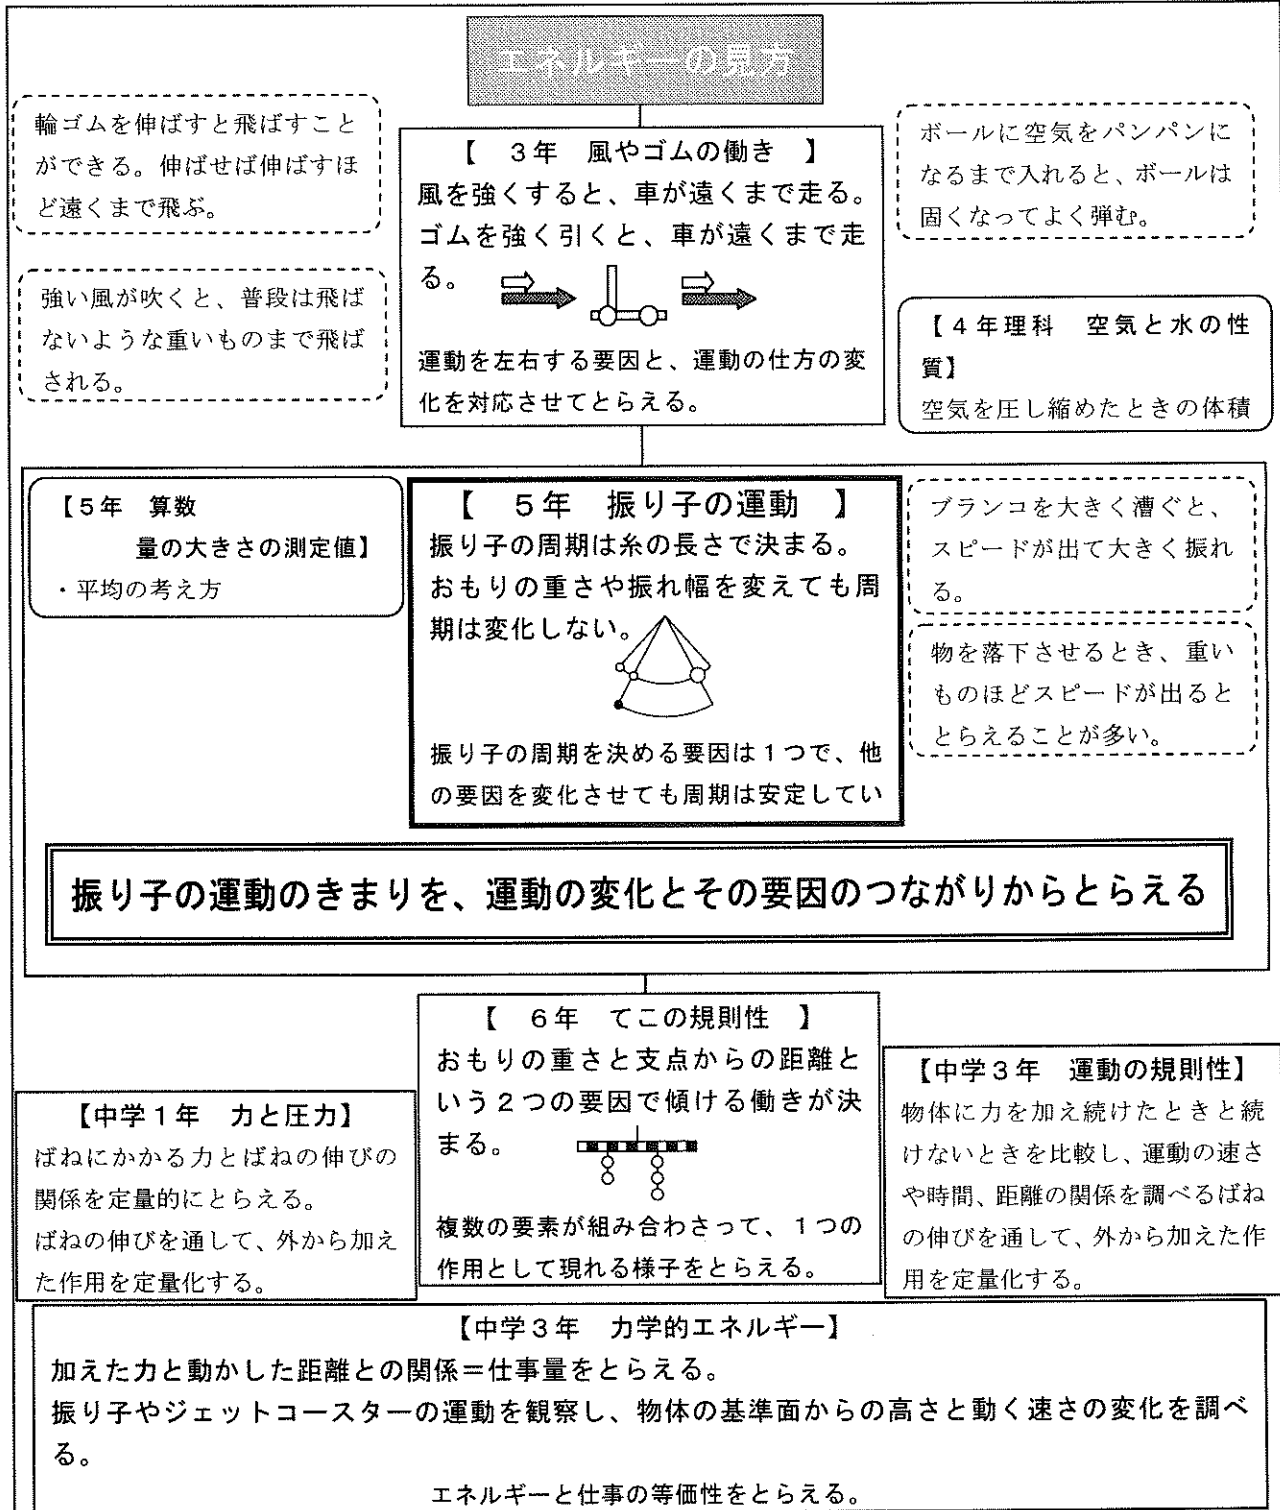 エネルギーの見方
輪ゴムを伸ばすと飛ばすこと
ができる。伸ばせば伸ばすほ
ど遠くまで飛ぶ。
強い風が吹くと、普段は飛ば
ないような重いものまで飛ば
される。
【　３年　風やゴムの働き　】
風を強くすると、車が遠くまで走る。
ゴムを強く引くと、車が遠くまで走
る。
運動を左右する要因と、運動の仕方の変
化を対応させてとらえる。
ボールに空気をパンパンに
なるまで入れると、ボールは
固くなってよく弾む。
【４年理科　空気と水の性
質】
空気を圧し縮めたときの体積
【５年　算数
量の大きさの測定値】
・平均の考え方
【　５年　振り子の運動　】
振り子の周期は糸の長さで決まる。
おもりの重さや振れ幅を変えても周
期は変化しない。
振り子の周期を決める要因は１つで、他
の要因を変化させても周期は安定してい
ブランコを大きく漕ぐと、
スピードが出て大きく振れ
る。
物を落下させるとき、重い
ものほどスピードが出ると
とらえることが多い。
振り子の運動のきまりを、運動の変化とその要因のつながりからとらえる
【　６年　てこの規則性　】
おもりの重さと支点からの距離と
いう２つの要因で傾ける働きが決
まる。
複数の要素が組み合わさって、１つの
作用として現れる様子をとらえる。
【中学１年　力と圧力】
ばねにかかる力とばねの伸びの
関係を定量的にとらえる。
ばねの伸びを通して、外から加え
た作用を定量化する。
【中学３年　運動の規則性】
物体に力を加え続けたときと続
けないときを比較し、運動の速さ
や時間、距離の関係を調べるばね
の伸びを通して、外から加えた作
用を定量化する。
【中学３年　力学的エネルギー】
加えた力と動かした距離との関係＝仕事量をとらえる。
振り子やジェットコースターの運動を観察し、物体の基準面からの高さと動く速さの変化を調べ
る。
エネルギーと仕事の等価性をとらえる。